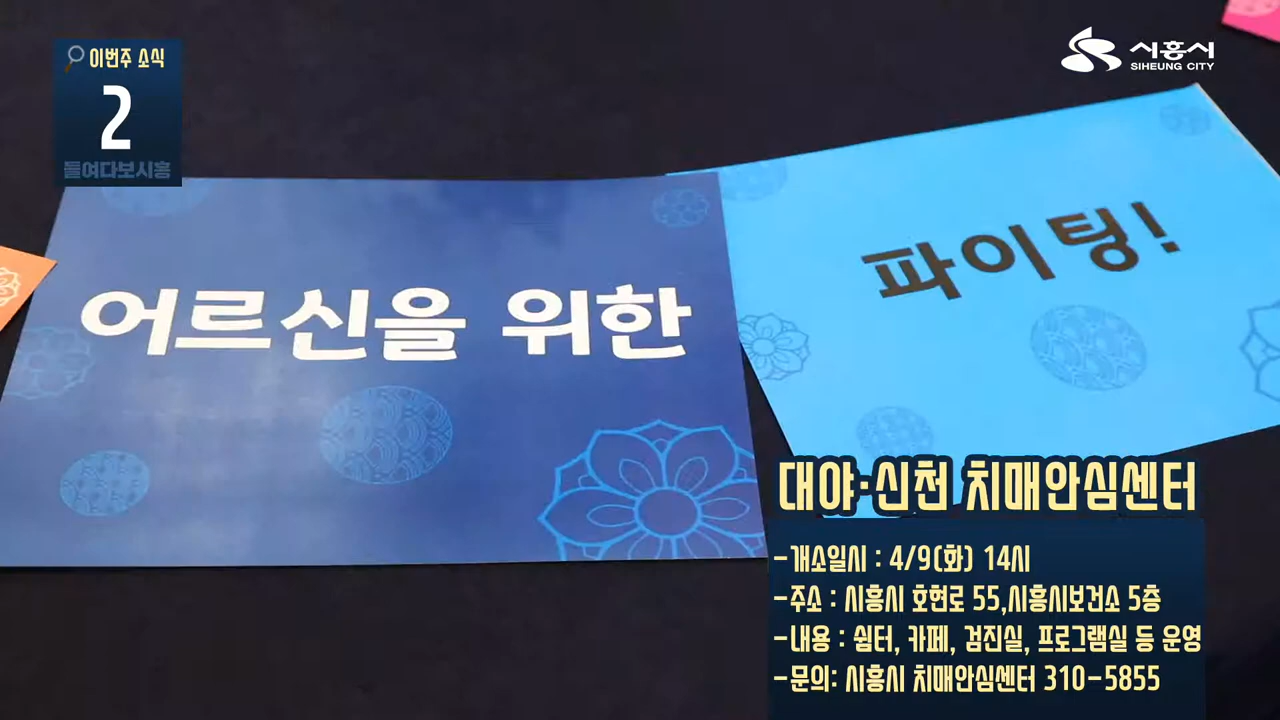 이번주 소식
2
들여다보시흥
시흥시
SIHEUNG CITY
어르신을 위한
파이팅!
대야·신천 치매안심센터
-개소일시 : 4/9(화) 14시
-주소 : 시흥시 호현로 55,시흥시보건소 5층
-내용 : 쉼터, 카페, 검진실, 프로그램실 등 운영
-문의: 시흥시 치매안심센터 310-5855